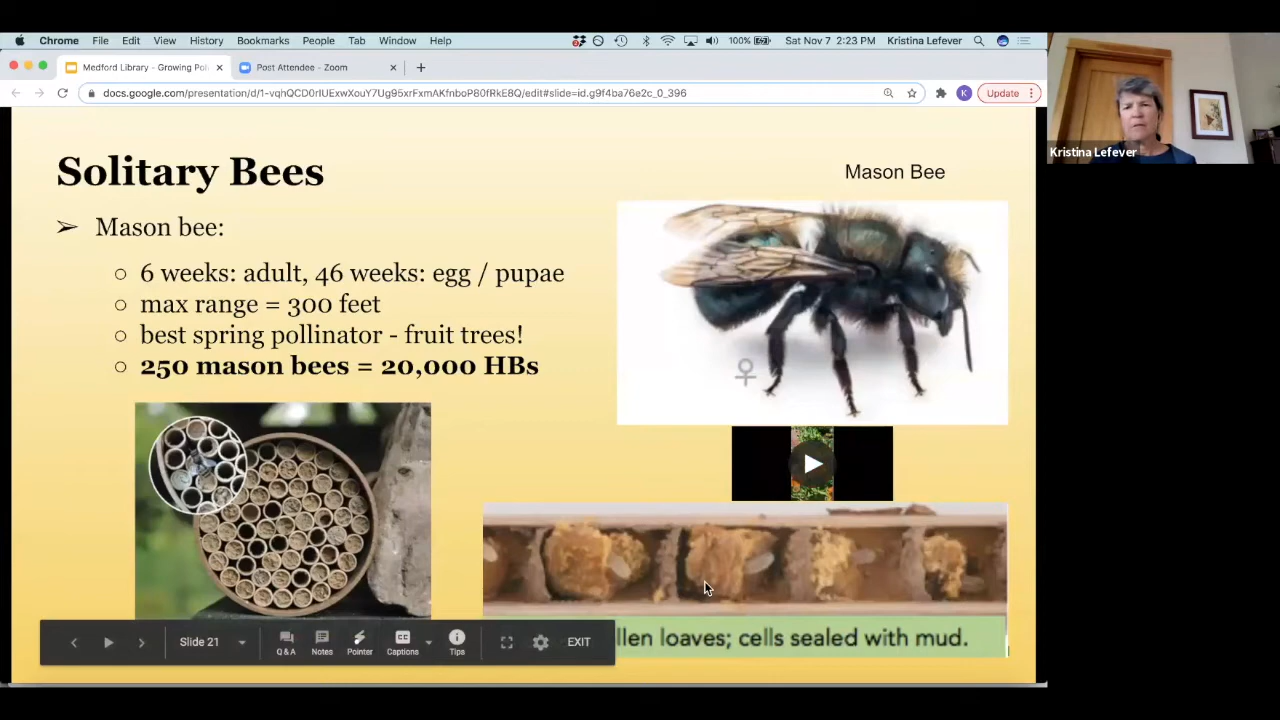 Chrome File Edit View History Bookmarks People Tab Window Help 100% Sat Nov 7 2:23 PM Kristina Lefever
Medford Library - Growing Pol × Post Attendee - Zoom × +
docs.google.com/presentation/d/1-vqhQCD0rIUExwXouY7Ug95xrFxmAKfnboP80fRkE8Q/edit#slide=id.g9f4ba76e2c_0_396 K Update
Solitary Bees
Mason Bee
Kristina Lefever
➢ Mason bee:
○ 6 weeks: adult, 46 weeks: egg / pupae
○ max range = 300 feet
○ best spring pollinator - fruit trees!
○ 250 mason bees = 20,000 HBs
♀
llen loaves; cells sealed with mud.
Slide 21 Q & A Notes Pointer CC Captions Tips EXIT